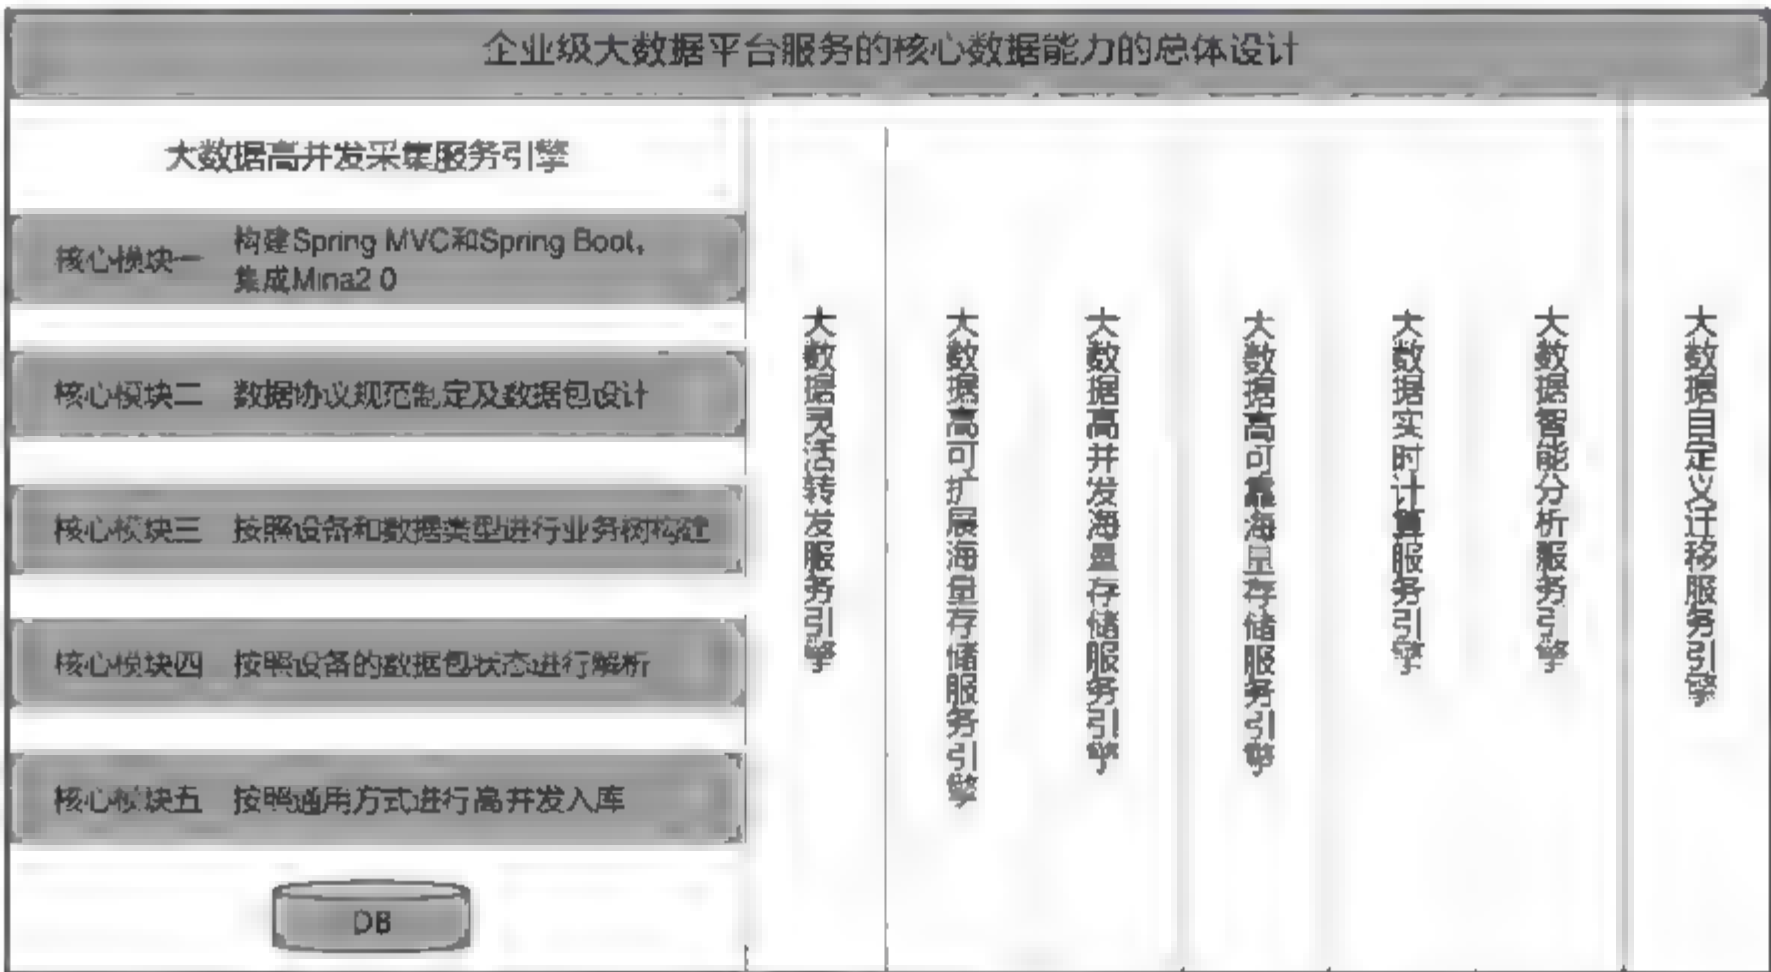 企业级大数据平台服务的核心数据能力的总体设计
大数据高并发采集服务引擎
核心模块一 构建Spring MVC和Spring Boot,
集成Mina2 0
核心模块二 数据协议规范制定及数据包设计
核心模块三 按照设备和数据类型进行业务树构建
核心模块四 按照设备的数据包状态进行解析
核心模块五 按照通用方式进行高并发入库
DB
大数据灵活转发服务引擎
大数据高可扩展海量存储服务引擎
大数据高并发海量存储服务引擎
大数据高可靠海量存储服务引擎
大数据实时计算服务引擎
大数据智能分析服务引擎
大数据自定义迁移服务引擎